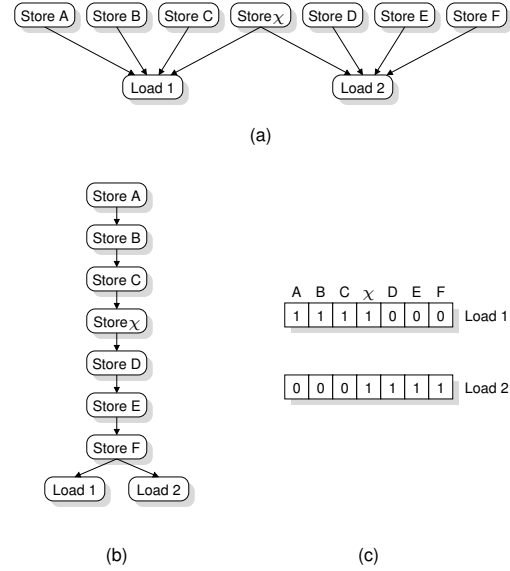 Store A Store B Store C Store χ Store D Store E Store F
Load 1 Load 2
(a)
Store A
Store B
Store C
Store χ
Store D
Store E
Store F
Load 1 Load 2
(b)
A B C χ D E F
1 1 1 1 0 0 0 Load 1
0 0 0 1 1 1 1 Load 2
(c)